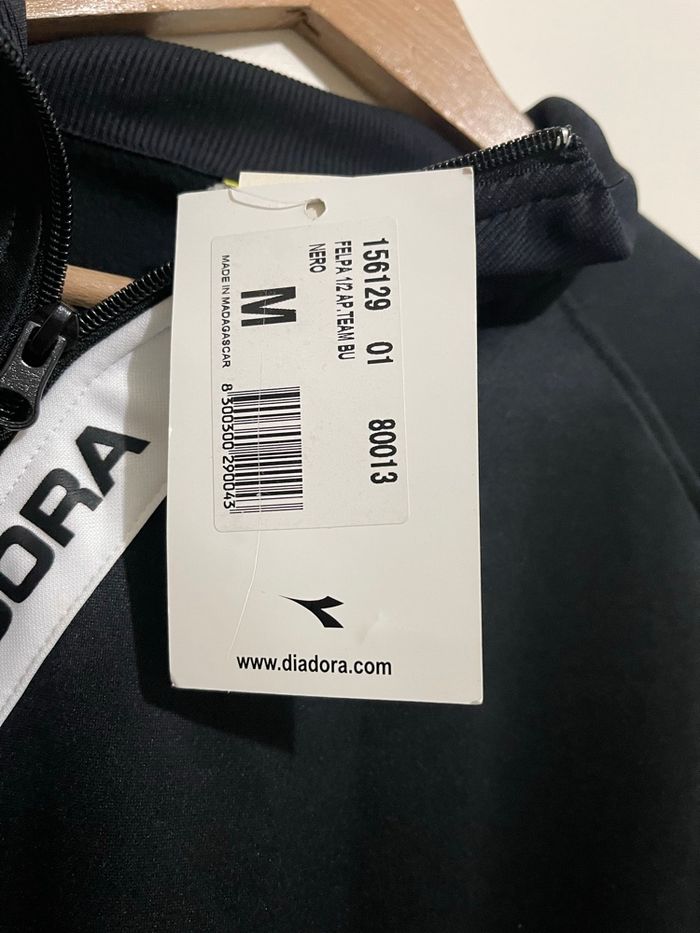 156129 01 80013
FELPA 1/2 AP.TEAM BU
NERO
M
MADE IN MADAGASCAR
8 300300 290043
www.diadora.com
DORA